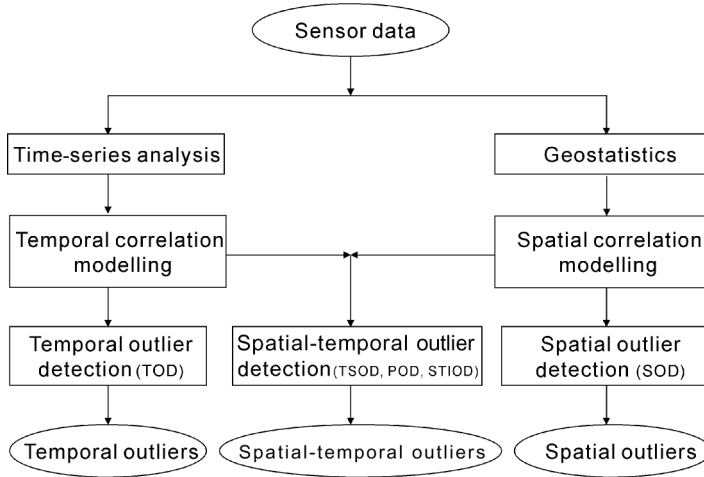 Sensor data
Time-series analysis
Geostatistics
Temporal correlation
modelling
Spatial correlation
modelling
Temporal outlier
detection (TOD)
Spatial-temporal outlier
detection (TSOD, POD, STIOD)
Spatial outlier
detection (SOD)
Temporal outliers
Spatial-temporal outliers
Spatial outliers